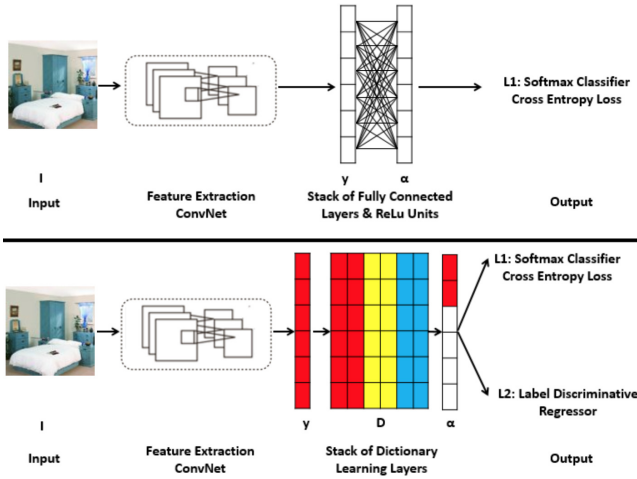 L1: Softmax Classifier
Cross Entropy Loss
y
α
I
Input
Feature Extraction
ConvNet
Stack of Fully Connected
Layers & ReLu Units
Output
L1: Softmax Classifier
Cross Entropy Loss
L2: Label Discriminative
Regressor
y
D
α
I
Input
Feature Extraction
ConvNet
Stack of Dictionary
Learning Layers
Output